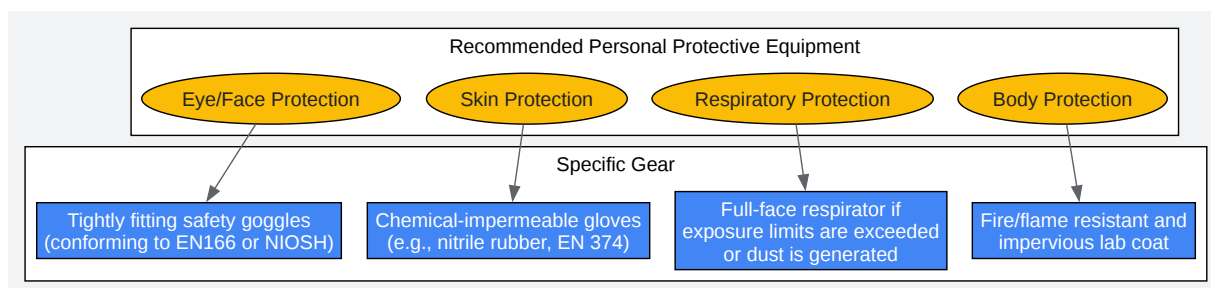 Recommended Personal Protective Equipment
Eye/Face Protection
Skin Protection
Respiratory Protection
Body Protection
Specific Gear
Tightly fitting safety goggles
(conforming to EN166 or NIOSH)
Chemical-impermeable gloves
(e.g., nitrile rubber, EN 374)
Full-face respirator if
exposure limits are exceeded
or dust is generated
Fire/flame resistant and
impervious lab coat